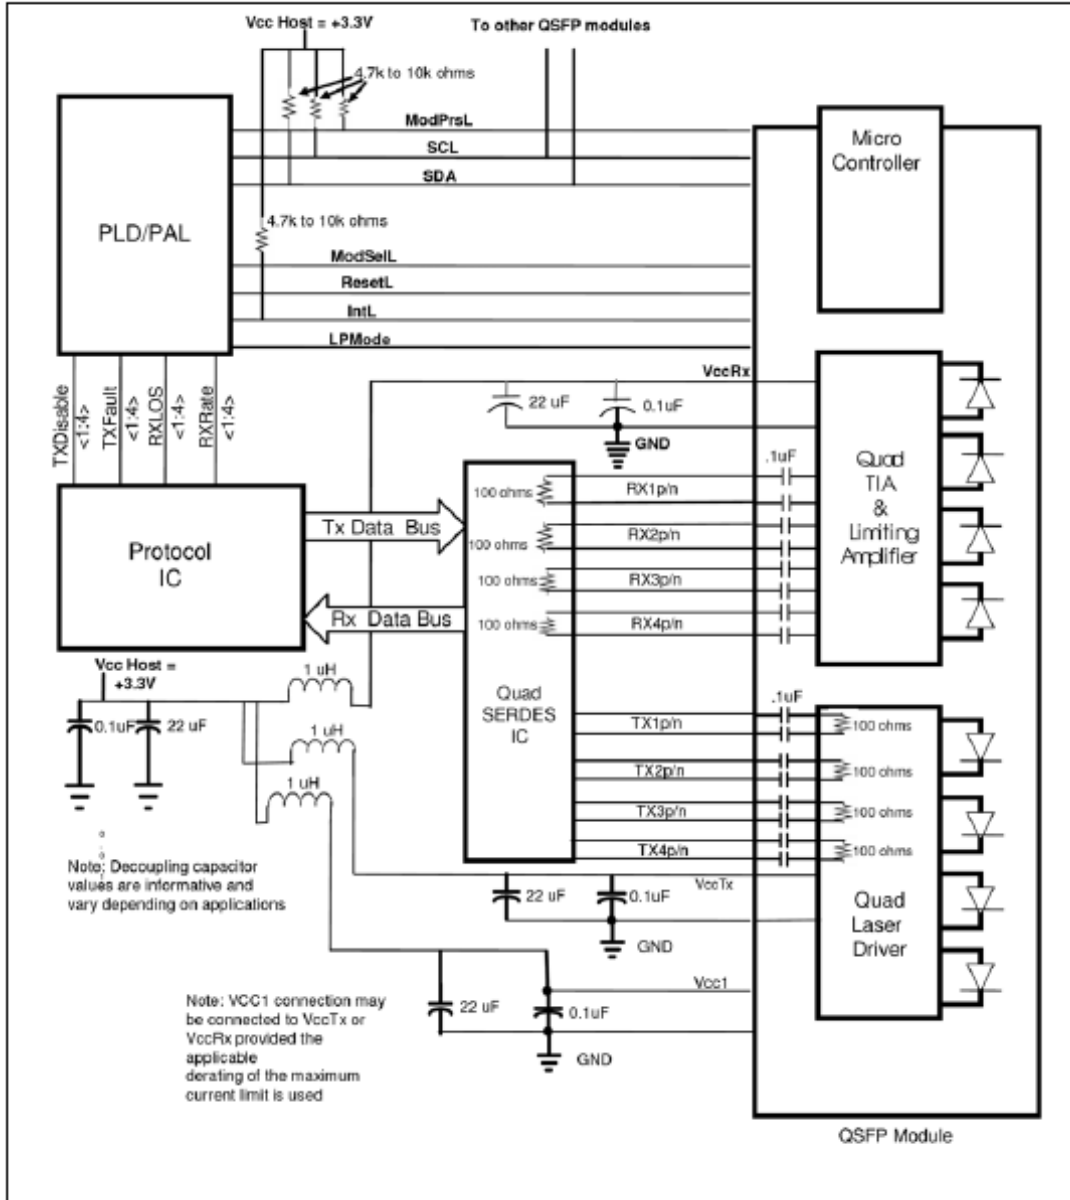 Vcc Host = +3.3V
To other QSFP modules
4.7k to 10k ohms
ModPrsL
SCL
SDA
Micro
Controller
PLD/PAL
4.7k to 10k ohms
ModSelL
ResetL
IntL
LPMode
TXDisable
<1:4>
TXFault
<1:4>
RXLOS
<1:4>
RXRate
<1:4>
VccRx
22 uF
0.1uF
GND
.1uF
100 ohms
RX1p/n
100 ohms
RX2p/n
100 ohms
RX3p/n
100 ohms
RX4p/n
Quad
TIA
&
Limiting
Amplifier
Tx Data Bus
Protocol
IC
Rx Data Bus
Vcc Host =
+3.3V
0.1uF
22 uF
1 uH
1 uH
1 uH
Quad
SERDES
IC
.1uF
TX1p/n
100 ohms
TX2p/n
100 ohms
TX3p/n
100 ohms
TX4p/n
100 ohms
Note: Decoupling capacitor
values are informative and
vary depending on applications
VccTx
22 uF
0.1uF
GND
Quad
Laser
Driver
Vcc1
22 uF
0.1uF
GND
Note: VCC1 connection may
be connected to VccTx or
VccRx provided the
applicable
derating of the maximum
current limit is used
QSFP Module